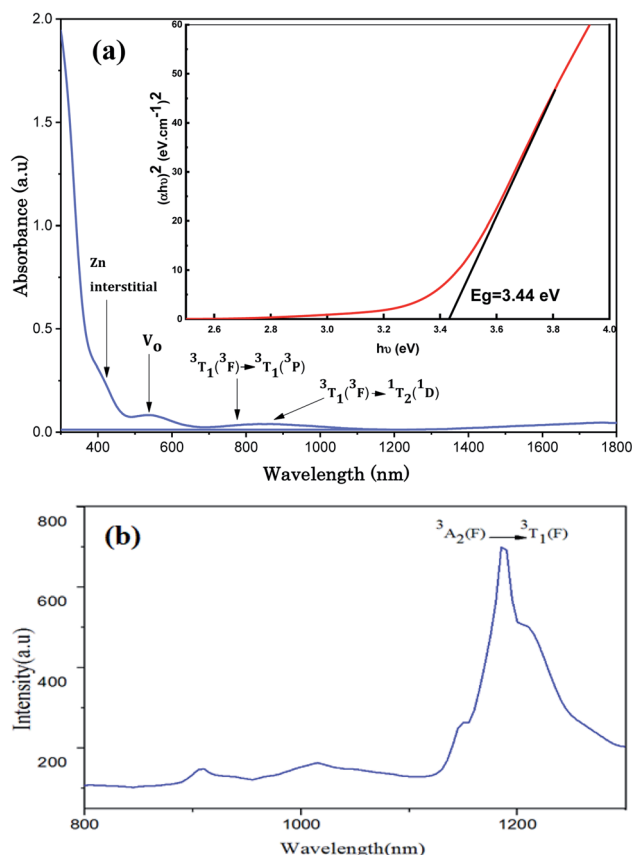 (a)
2.0
1.5
1.0
0.5
0.0
Absorbance (a.u)
400 600 800 1000 1200 1400 1600 1800
Wavelength (nm)
Zn
interstitial
V₀
³T₁(³F)→³T₁(³P)
³T₁(³F)→¹T₂(¹D)
60
50
40
30
20
10
0
(αhυ)² (eV.cm⁻¹)2
2.6 2.8 3.0 3.2 3.4 3.6 3.8 4.0
hυ (eV)
Eg=3.44 eV
(b)
800
600
400
200
Intensity(a.u)
³A₂(F) → ³T₁(F)
800 1000 1200
Wavelength(nm)